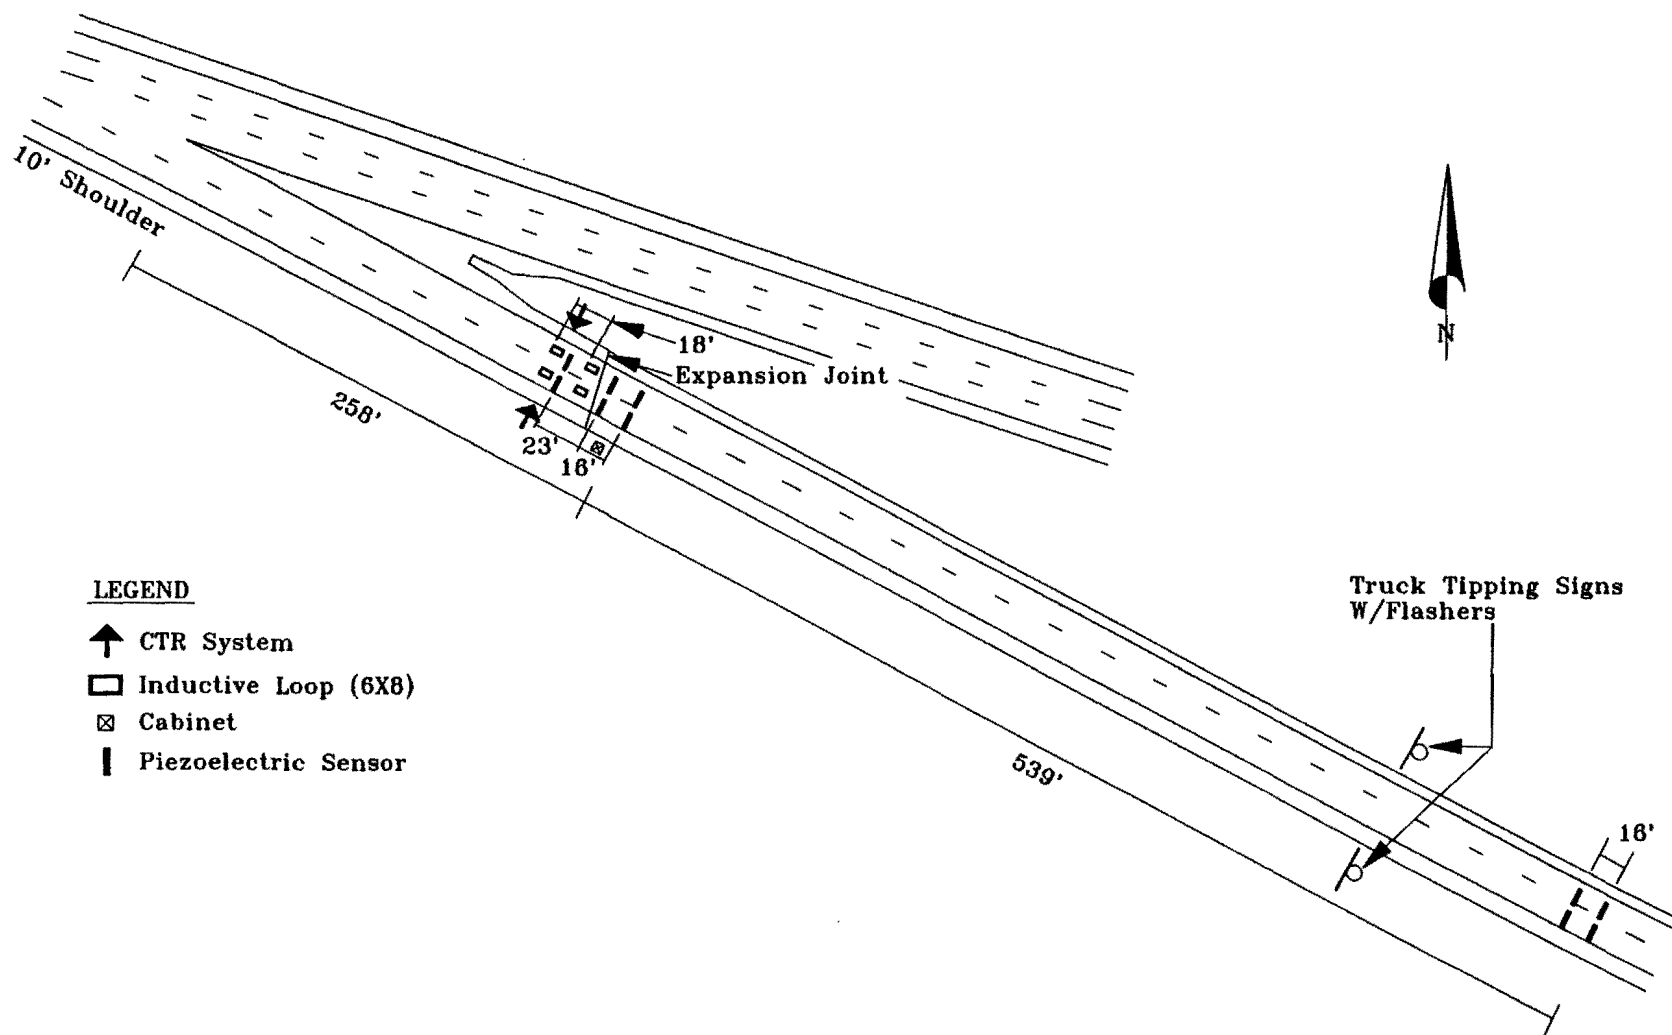 10' Shoulder
18'
Expansion Joint
258'
23'
16'
N
LEGEND
CTR System
Inductive Loop (6X8)
Cabinet
Piezoelectric Sensor
Truck Tipping Signs
W/Flashers
539'
16'